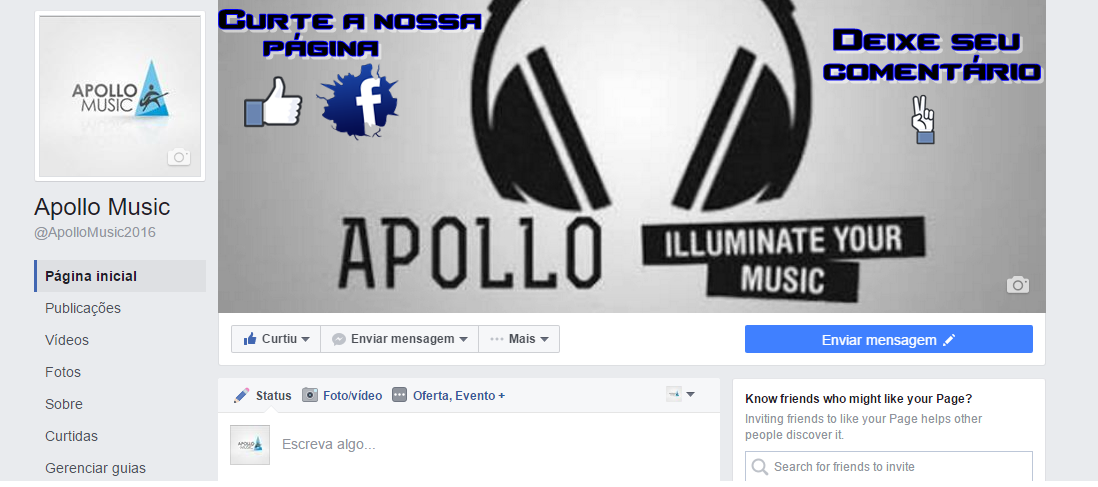 CURTE A NOSSA
PÁGINA
DEIXE SEU
COMENTÁRIO
APOLLO
MUSIC
f
APOLLO
ILLUMINATE YOUR
MUSIC
Apollo Music
@ApolloMusic2016
Página inicial
Publicações
Vídeos
Fotos
Sobre
Curtidas
Gerenciar guias
Curtiu
Enviar mensagem
Mais
Enviar mensagem
Status
Foto/vídeo
Oferta, Evento +
APOLLO
MUSIC
Escreva algo...
Know friends who might like your Page?
Inviting friends to like your Page helps other
people discover it.
Search for friends to invite